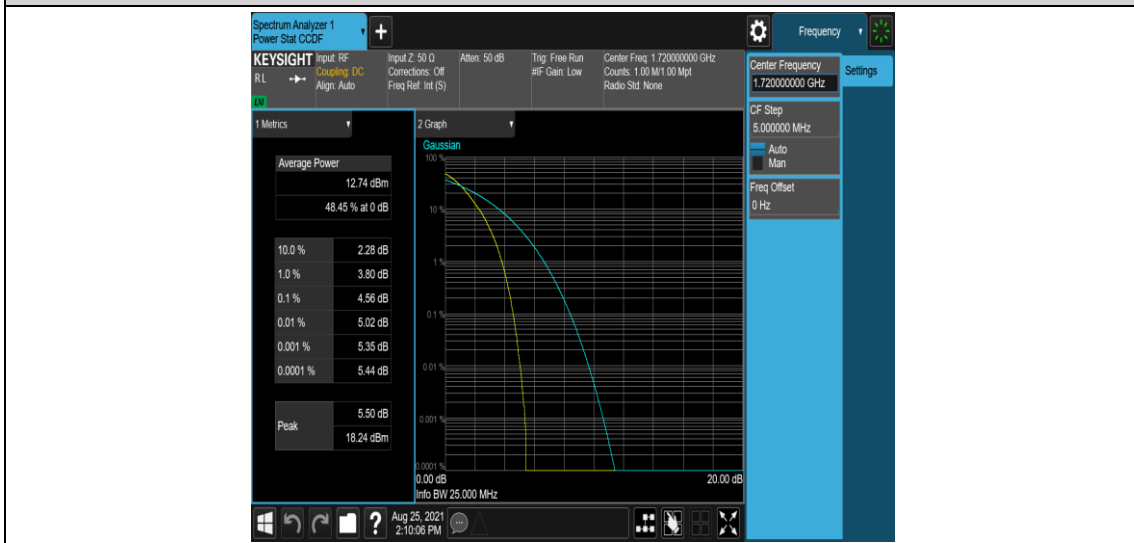 Spectrum Analyzer 1
Power Stat CCDF
Frequency
KEYSIGHT
RL
LXI
Input: RF
Coupling: DC
Align: Auto
Input Z: 50 Ω
Corrections: Off
Freq Ref: Int (S)
Atten: 50 dB
Trig: Free Run
#IF Gain: Low
Center Freq: 1.720000000 GHz
Counts: 1.00 M/1.00 Mpt
Radio Std: None
Center Frequency
1.720000000 GHz
Settings
CF Step
5.000000 MHz
Auto
Man
Freq Offset
0 Hz
1 Metrics
Average Power
12.74 dBm
48.45 % at 0 dB
10.0 % 2.28 dB
1.0 % 3.80 dB
0.1 % 4.56 dB
0.01 % 5.02 dB
0.001 % 5.35 dB
0.0001 % 5.44 dB
Peak 5.50 dB
18.24 dBm
2 Graph
Gaussian
100 %
10 %
1 %
0.1 %
0.01 %
0.001 %
0.0001 %
0.00 dB 20.00 dB
Info BW 25.000 MHz
Aug 25, 2021
2:10:06 PM